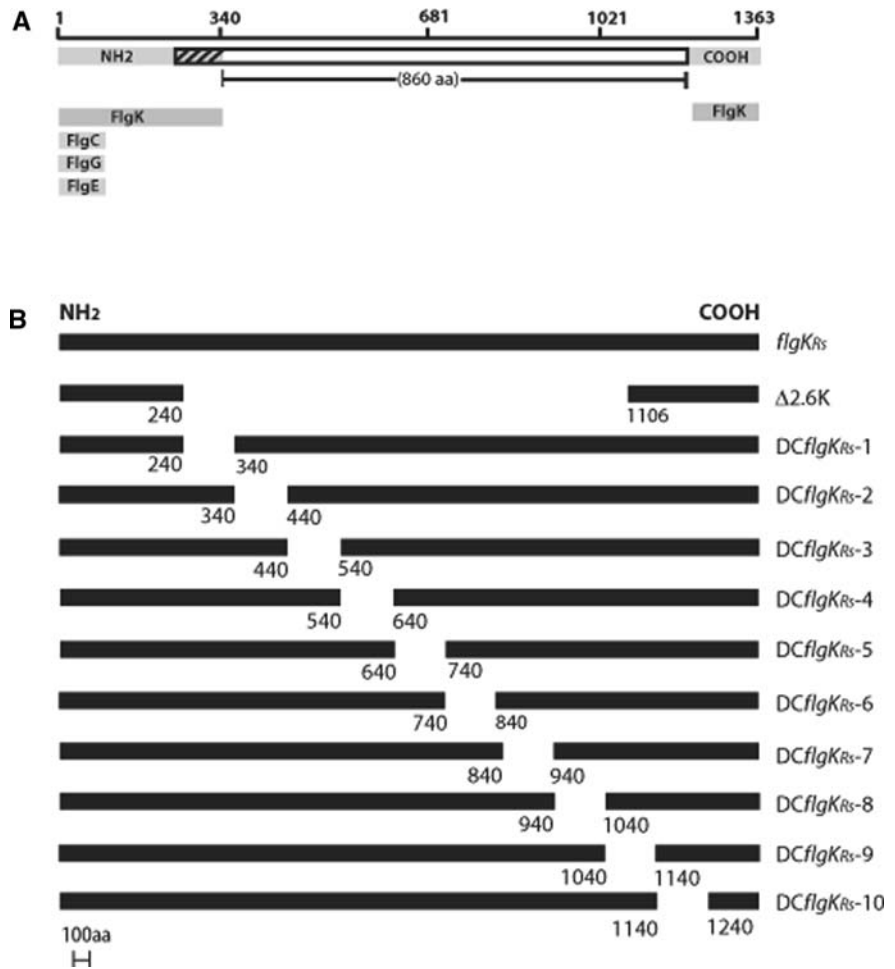 A
1 340 681 1021 1363
NH2 COOH
(860 aa)
FlgK FlgK
FlgC
FlgG
FlgE
B
NH2 COOH
flgKRs
Δ2.6K
240 1106
DCflgKRs-1
240 340
DCflgKRs-2
340 440
DCflgKRs-3
440 540
DCflgKRs-4
540 640
DCflgKRs-5
640 740
DCflgKRs-6
740 840
DCflgKRs-7
840 940
DCflgKRs-8
940 1040
DCflgKRs-9
1040 1140
DCflgKRs-10
1140 1240
100aa